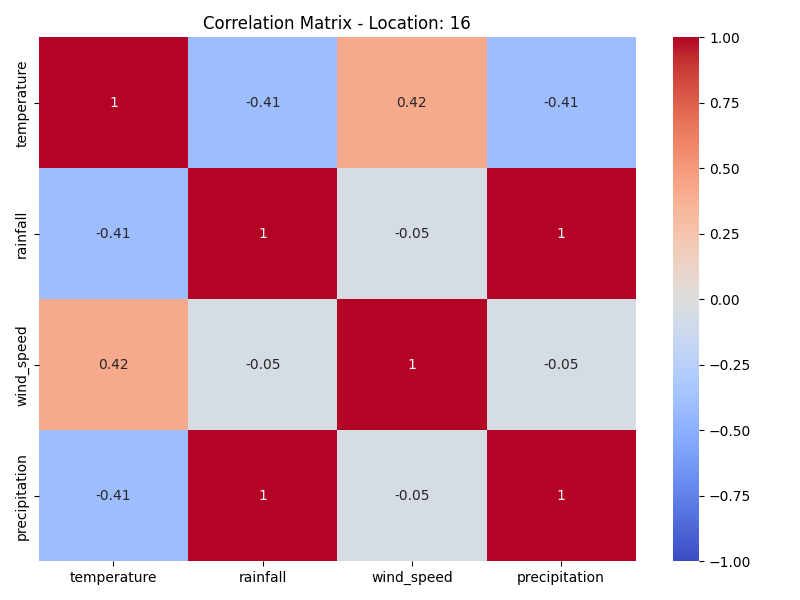 Correlation Matrix - Location: 16
temperature
1
-0.41
0.42
-0.41
rainfall
-0.41
1
-0.05
1
wind_speed
0.42
-0.05
1
-0.05
precipitation
-0.41
1
-0.05
1
temperature
rainfall
wind_speed
precipitation
1.00
0.75
0.50
0.25
0.00
−0.25
−0.50
−0.75
−1.00